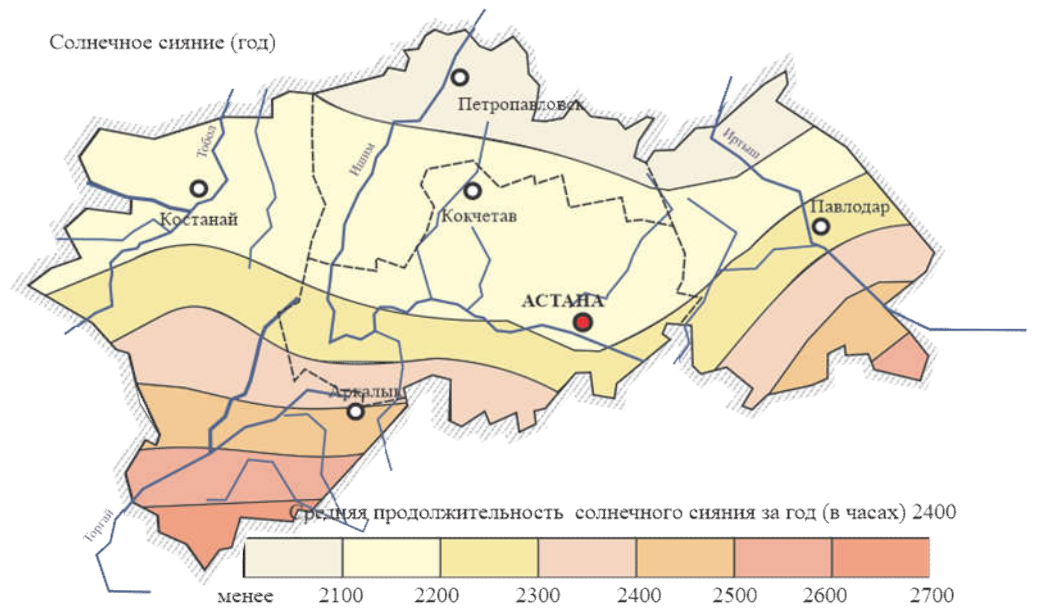 Солнечное сияние (год)
Петропавловск
Тобол
Ишим
Иртыш
Костанай
Кокчетав
Павлодар
АСТАНА
Аркалык
Торгай
Средняя продолжительность солнечного сияния за год (в часах) 2400
менее 2100 2200 2300 2400 2500 2600 2700